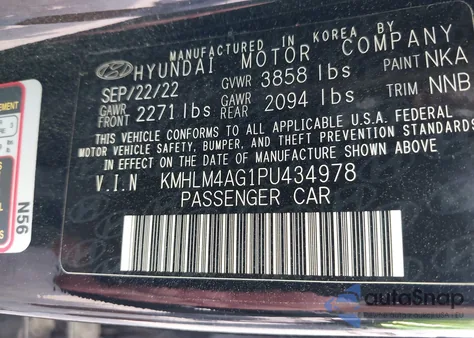 MANUFACTURED IN KOREA BY
HYUNDAI MOTOR COMPANY
SEP/22/22 GVWR 3858 lbs PAINT NKA
GAWR FRONT 2271 lbs GAWR REAR 2094 lbs TRIM NNB
THIS VEHICLE CONFORMS TO ALL APPLICABLE U.S.A. FEDERAL
MOTOR VEHICLE SAFETY, BUMPER, AND THEFT PREVENTION STANDARDS
IN EFFECT ON THE DATE OF MANUFACTURE SHOWN ABOVE
V.I.N KMHLM4AG1PU434978
PASSENGER CAR
N56
autoSnap